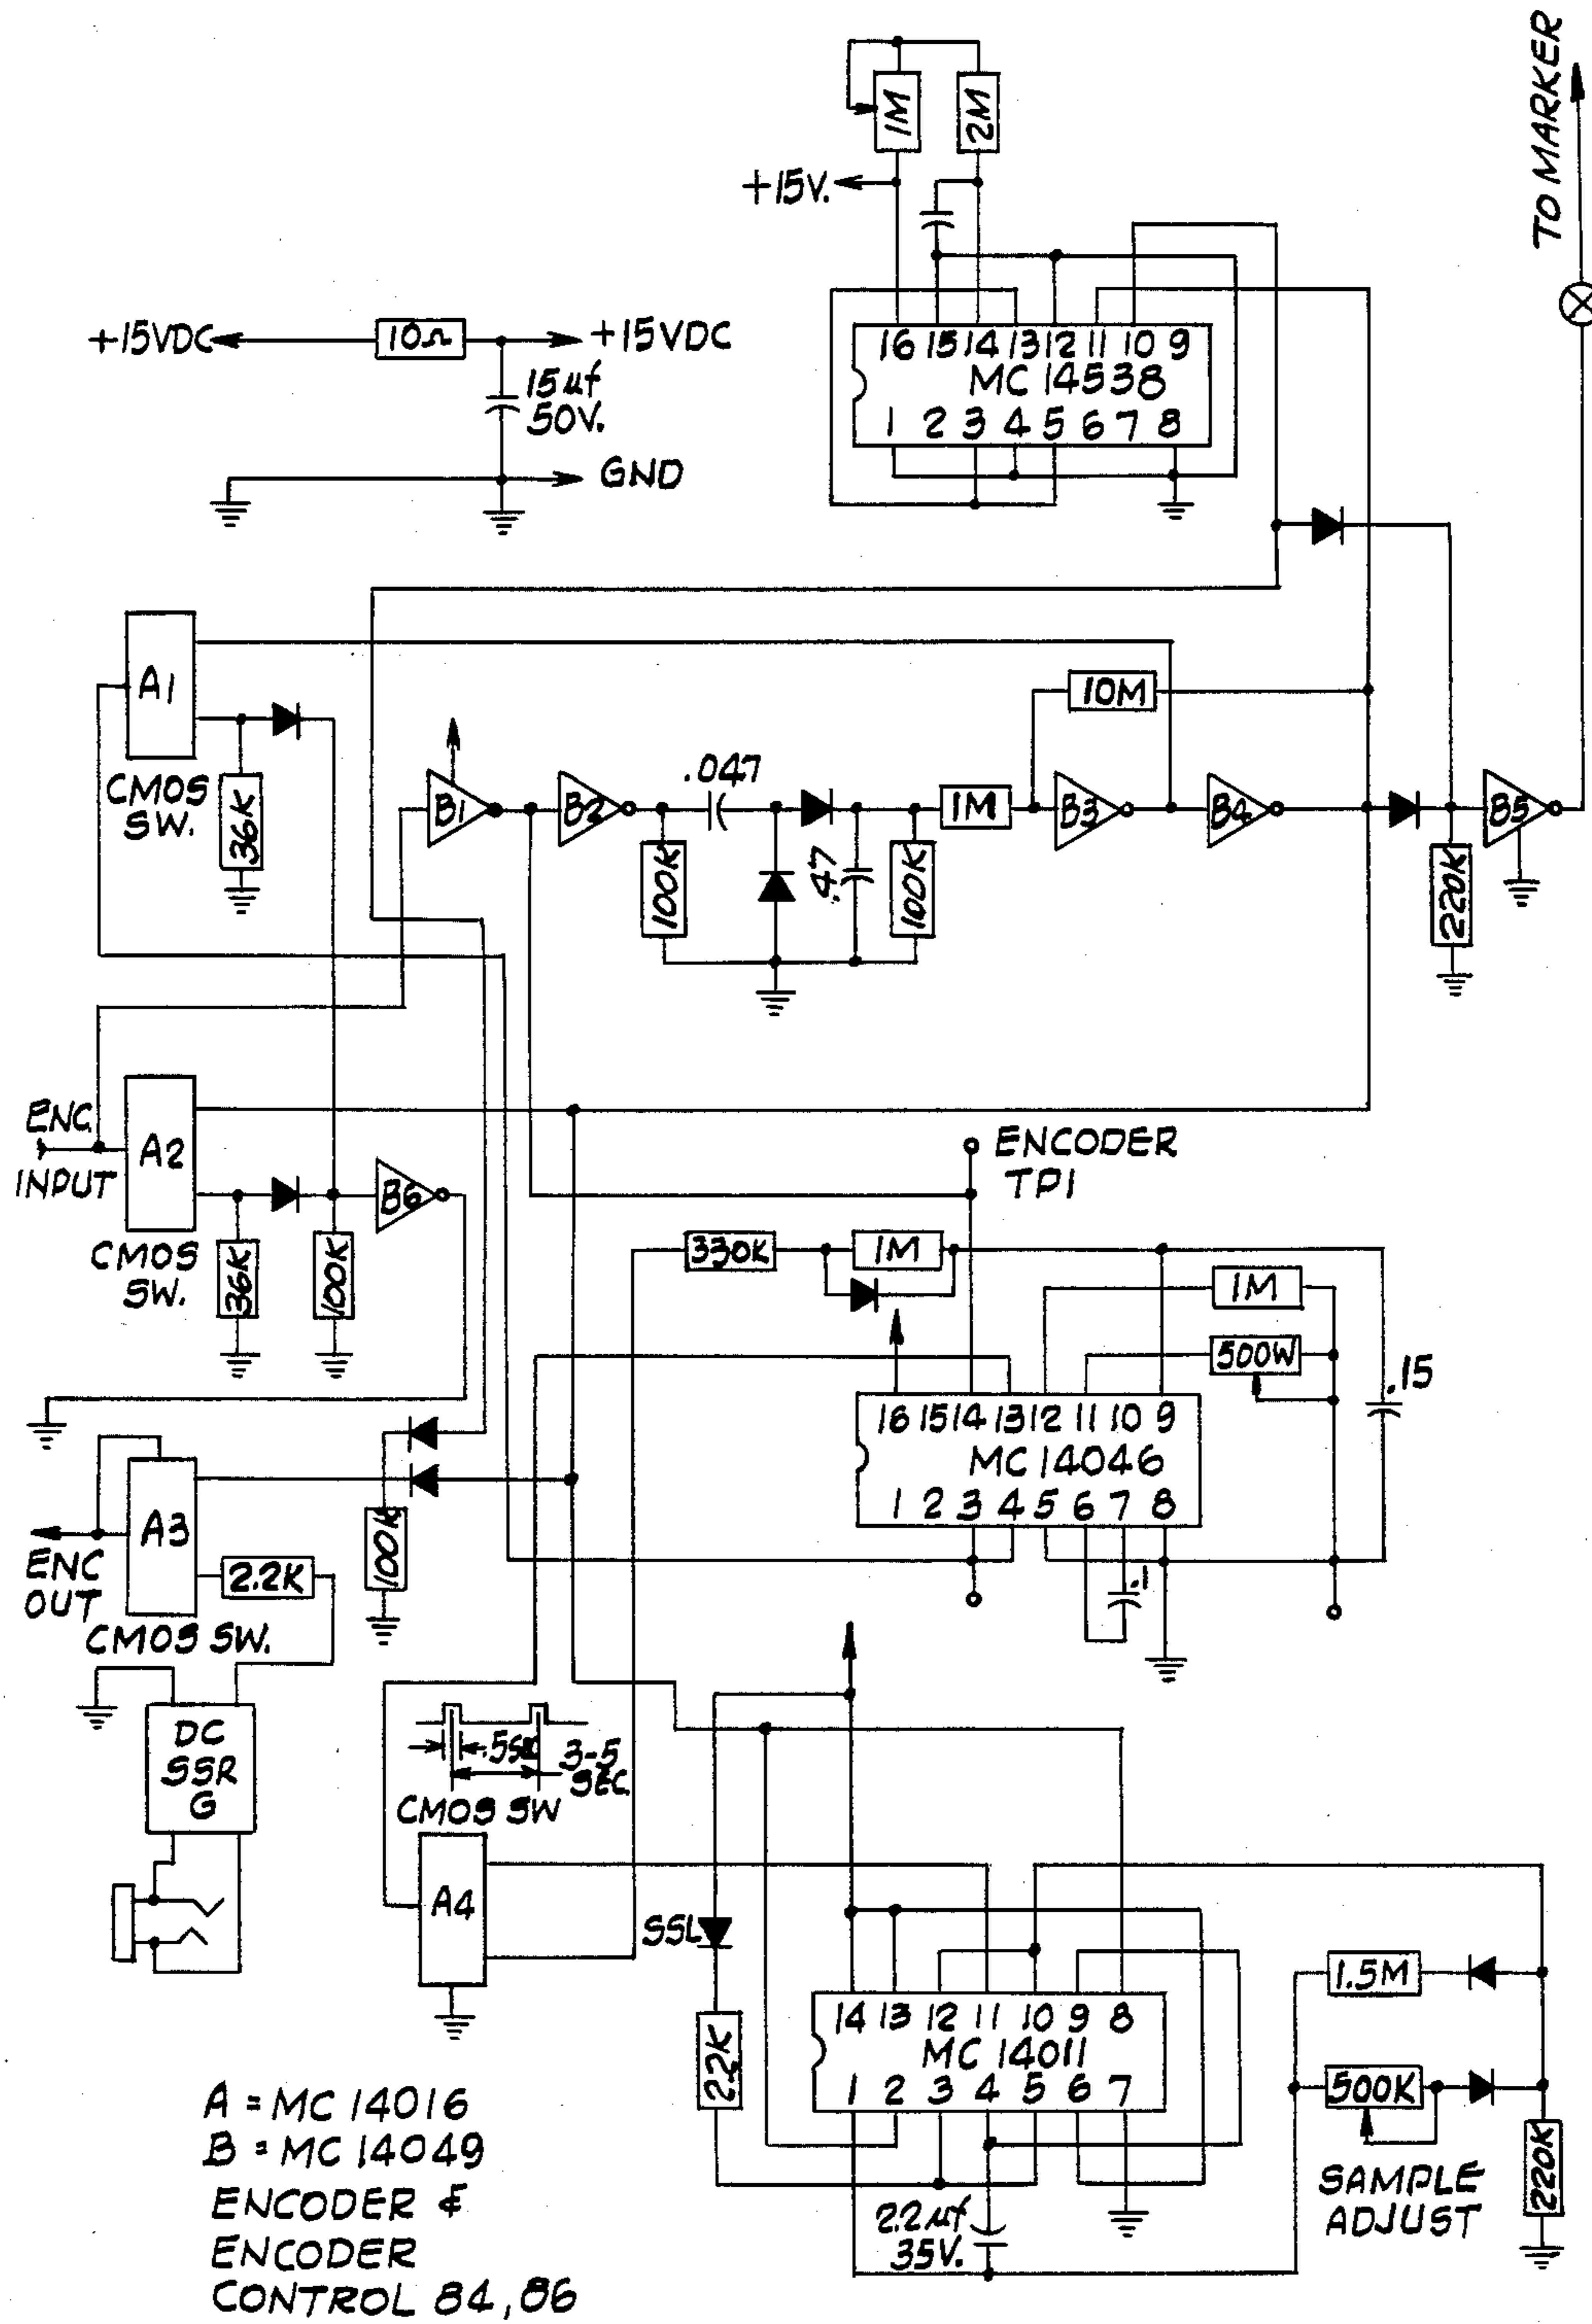 TO MARKER
1M
2M
+15V.
16 15 14 13 12 11 10 9
MC 14538
1 2 3 4 5 6 7 8
+15VDC
10Ω
+15VDC
15 µf
50V.
GND
A1
CMOS
SW.
36K
B1
B2
.047
100K
.47
100K
1M
10M
B3
B4
B5
220K
ENC.
INPUT
A2
CMOS
SW.
36K
100K
B6
ENCODER
TP1
330K
1M
1M
500W
.15
16 15 14 13 12 11 10 9
MC 14046
1 2 3 4 5 6 7 8
.1
A3
ENC
OUT
2.2K
CMOS SW.
100K
DC
SSR
G
.5SEC
3-5
SEC.
CMOS SW
A4
SSL
2.2K
14 13 12 11 10 9 8
MC 14011
1 2 3 4 5 6 7
2.2 µf
35V.
1.5M
500K
SAMPLE
ADJUST
220K
A = MC 14016
B = MC 14049
ENCODER &
ENCODER
CONTROL 84, 86